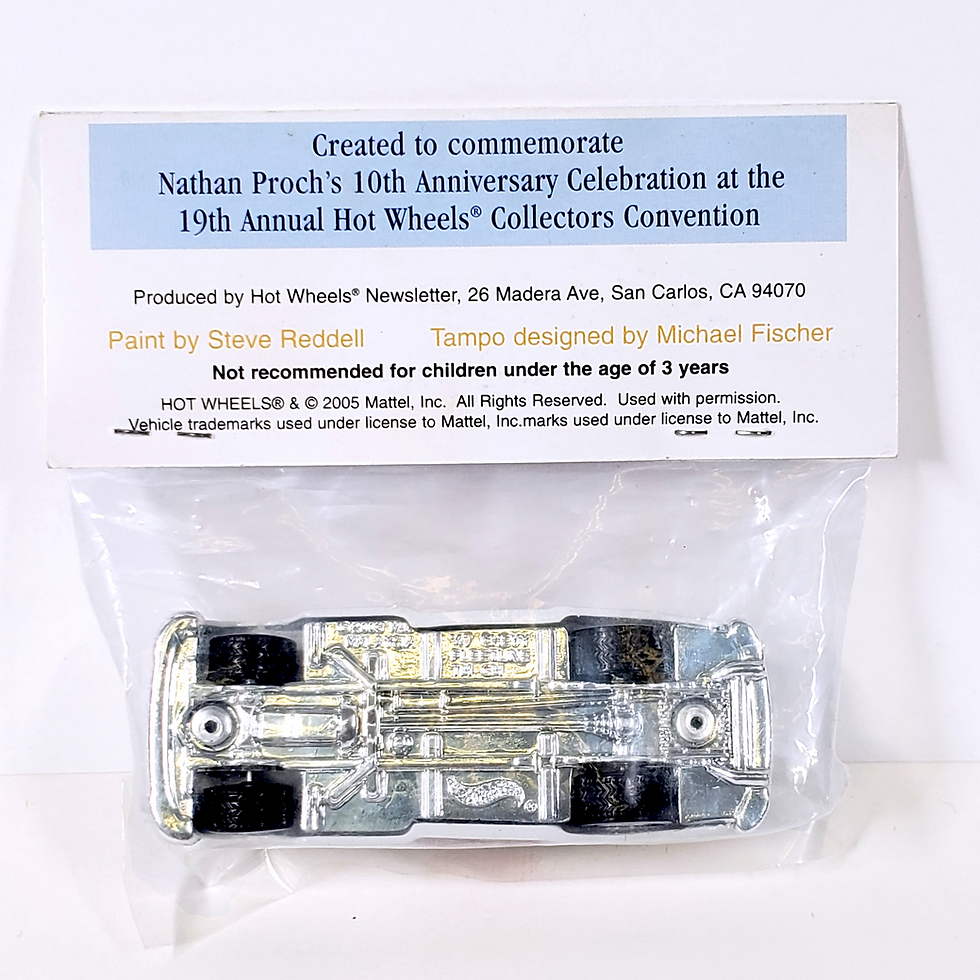 Created to commemorate
Nathan Proch's 10th Anniversary Celebration at the
19th Annual Hot Wheels® Collectors Convention
Produced by Hot Wheels® Newsletter, 26 Madera Ave, San Carlos, CA 94070
Paint by Steve Reddell Tampo designed by Michael Fischer
Not recommended for children under the age of 3 years
HOT WHEELS® & © 2005 Mattel, Inc. All Rights Reserved. Used with permission.
Vehicle trademarks used under license to Mattel, Inc.marks used under license to Mattel, Inc.